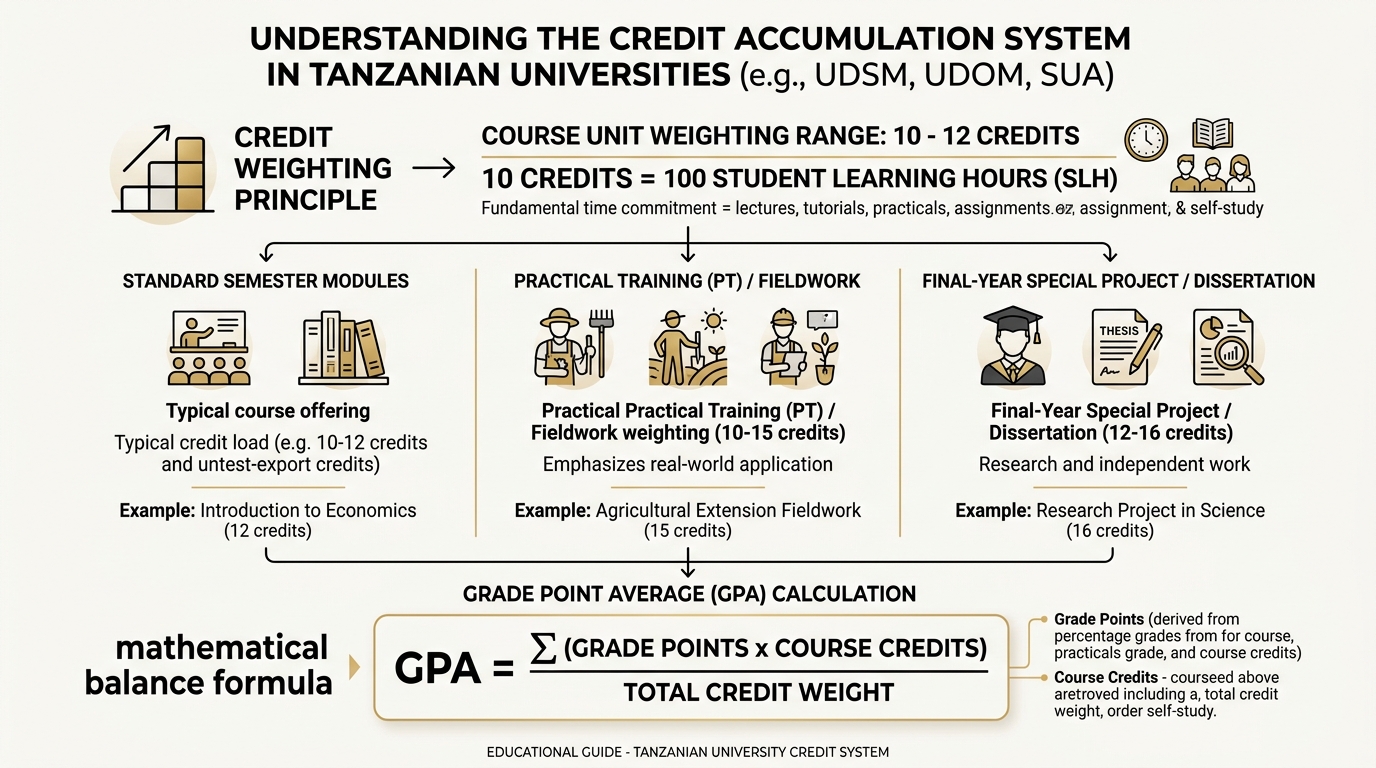 UNDERSTANDING THE CREDIT ACCUMULATION SYSTEM
IN TANZANIAN UNIVERSITIES (e.g., UDSM, UDOM, SUA)
CREDIT
WEIGHTING
PRINCIPLE
COURSE UNIT WEIGHTING RANGE: 10 - 12 CREDITS
10 CREDITS = 100 STUDENT LEARNING HOURS (SLH)
Fundamental time commitment = lectures, tutorials, practicals, assignments. assignment, & self-study
STANDARD SEMESTER MODULES
Typical course offering
Typical credit load (e.g. 10-12 credits
and untest-export credits)
Example: Introduction to Economics
(12 credits)
PRACTICAL TRAINING (PT) / FIELDWORK
Practical Practical Training (PT) /
Fieldwork weighting (10-15 credits)
Emphasizes real-world application
Example: Agricultural Extension Fieldwork
(15 credits)
FINAL-YEAR SPECIAL PROJECT / DISSERTATION
THESIS
Final-Year Special Project /
Dissertation (12-16 credits)
Research and independent work
Example: Research Project in Science
(16 credits)
GRADE POINT AVERAGE (GPA) CALCULATION
mathematical
balance formula
GPA = ∑ (GRADE POINTS x COURSE CREDITS)
TOTAL CREDIT WEIGHT
Grade Points (derived from
percentage grades from for course,
practicals grade, and course credits)
Course Credits - courseed above
aretroved including a, total credit
weight, order self-study.
EDUCATIONAL GUIDE - TANZANIAN UNIVERSITY CREDIT SYSTEM